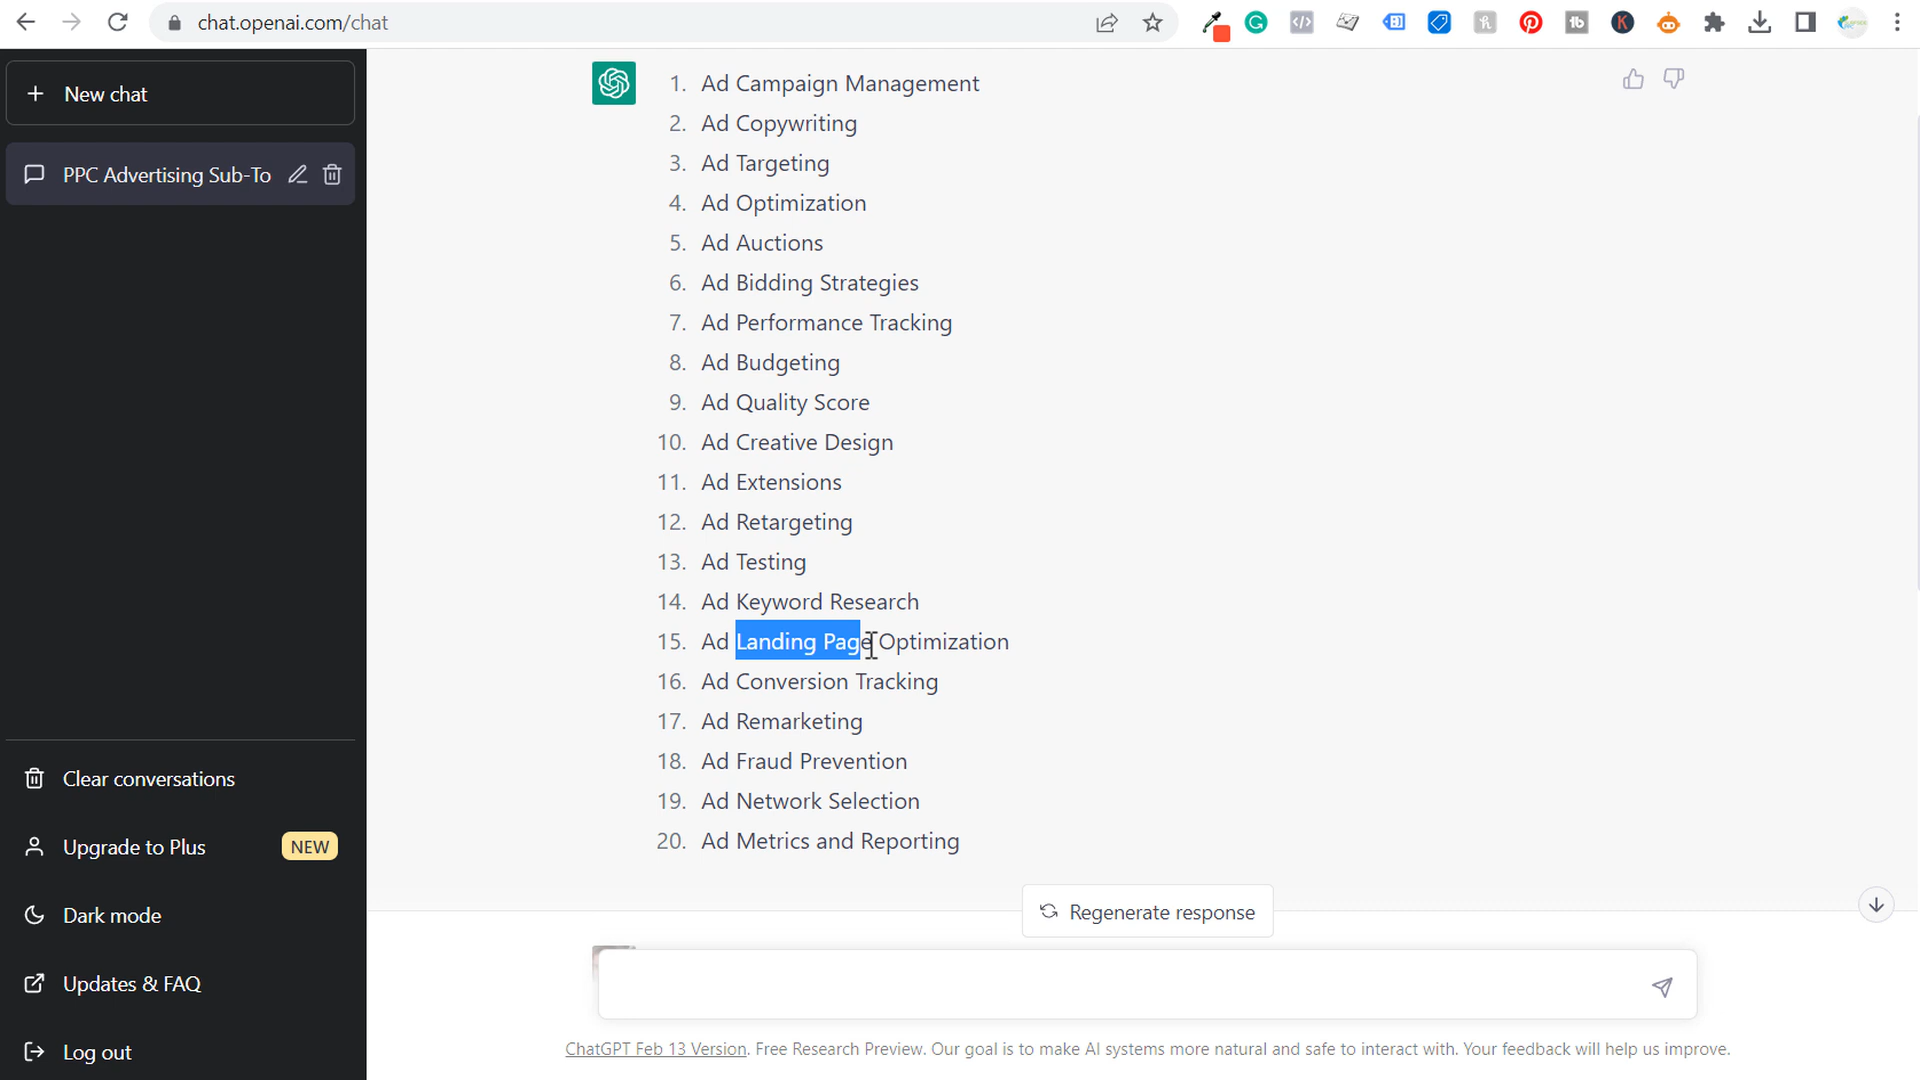 chat.openai.com/chat
New chat
PPC Advertising Sub-To
1. Ad Campaign Management
2. Ad Copywriting
3. Ad Targeting
4. Ad Optimization
5. Ad Auctions
6. Ad Bidding Strategies
7. Ad Performance Tracking
8. Ad Budgeting
9. Ad Quality Score
10. Ad Creative Design
11. Ad Extensions
12. Ad Retargeting
13. Ad Testing
14. Ad Keyword Research
15. Ad Landing Page Optimization
16. Ad Conversion Tracking
17. Ad Remarketing
18. Ad Fraud Prevention
19. Ad Network Selection
20. Ad Metrics and Reporting
Clear conversations
Upgrade to Plus NEW
Dark mode
Updates & FAQ
Log out
Regenerate response
ChatGPT Feb 13 Version. Free Research Preview. Our goal is to make AI systems more natural and safe to interact with. Your feedback will help us improve.